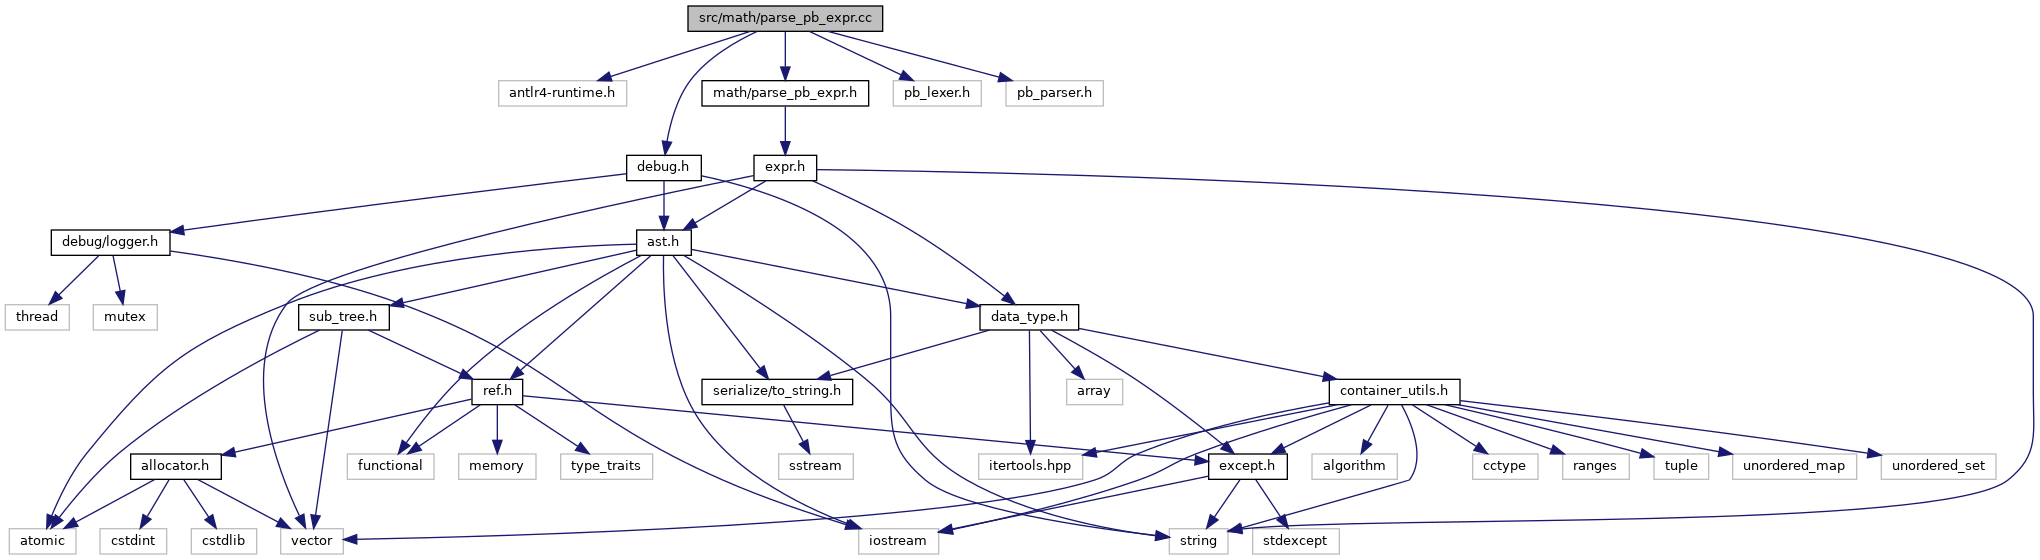 src/math/parse_pb_expr.cc
antlr4-runtime.h
math/parse_pb_expr.h
pb_lexer.h
pb_parser.h
debug.h
expr.h
debug/logger.h
ast.h
thread
mutex
sub_tree.h
data_type.h
ref.h
serialize/to_string.h
array
container_utils.h
allocator.h
functional
memory
type_traits
sstream
itertools.hpp
except.h
algorithm
cctype
ranges
tuple
unordered_map
unordered_set
atomic
cstdint
cstdlib
vector
iostream
string
stdexcept